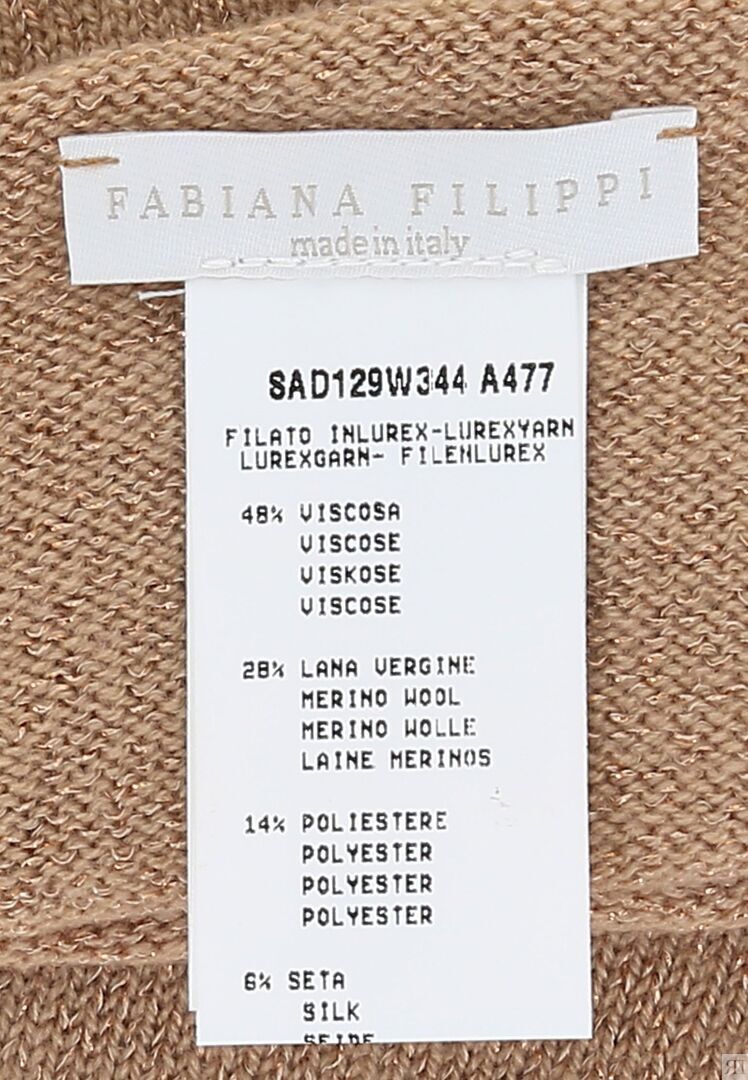 FABIANA FILIPPI
made in italy
SAD129W344 A477
FILATO INLUREX-LUREXYARN
LUREXGARN- FILENLUREX
48% VISCOSA
VISCOSE
VISKOSE
VISCOSE
28% LANA VERGINE
MERINO WOOL
MERINO WOLLE
LAINE MERINOS
14% POLIESTERE
POLYESTER
POLYESTER
POLYESTER
6% SETA
SILK
SEIDE